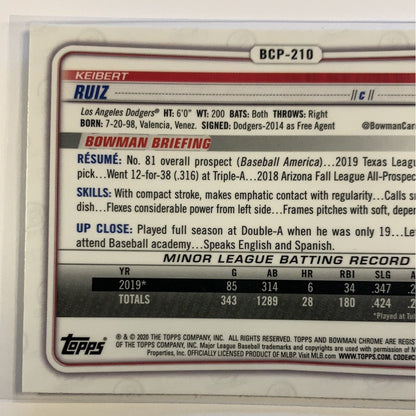 BCP-210
KEIBERT
RUIZ // C //
Los Angeles Dodgers® HT: 6'0" WT: 200 BATS: Both THROWS: Right
BORN: 7-20-98, Valencia, Venez. SIGNED: Dodgers-2014 as Free Agent @BowmanCar
BOWMAN BRIEFING
RÉSUMÉ: No. 81 overall prospect (Baseball America)...2019 Texas Leag
pick...Went 12-for-38 (.316) at Triple-A...2018 Arizona Fall League All-Prospe
SKILLS: With compact stroke, makes emphatic contact with regularity...Calls s
dish...Flexes considerable power from left side...Frames pitches with soft, depe
UP CLOSE: Played full season at Double-A when he was only 19...Le
attend Baseball academy...Speaks English and Spanish.
MINOR LEAGUE BATTING RECORD
YR G AB HR RBI SLG
2019* 85 314 6 34 .347 .2
TOTALS 343 1289 28 180 .424 .2
*Played at Tul
Topps ® & © 2020 THE TOPPS COMPANY, INC. ALL RIGHTS RESERVED. TOPPS AND BOWMAN CHROME ARE REG
OF THE TOPPS COMPANY, INC. Major League Baseball trademarks and copyrights are used with permission of M
Properties, Inc. OFFICIALLY LICENSED PRODUCT OF MLBP. Visit MLB.com WWW.TOPPS.COM. CODE#C